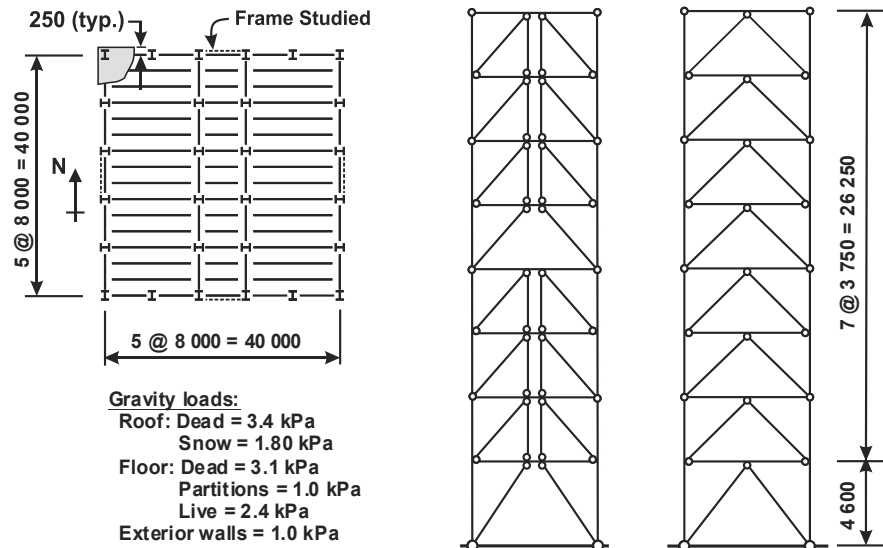 250 (typ.)
Frame Studied
5 @ 8 000 = 40 000
N
5 @ 8 000 = 40 000
Gravity loads:
Roof: Dead = 3.4 kPa
Snow = 1.80 kPa
Floor: Dead = 3.1 kPa
Partitions = 1.0 kPa
Live = 2.4 kPa
Exterior walls = 1.0 kPa
7 @ 3 750 = 26 250
4 600